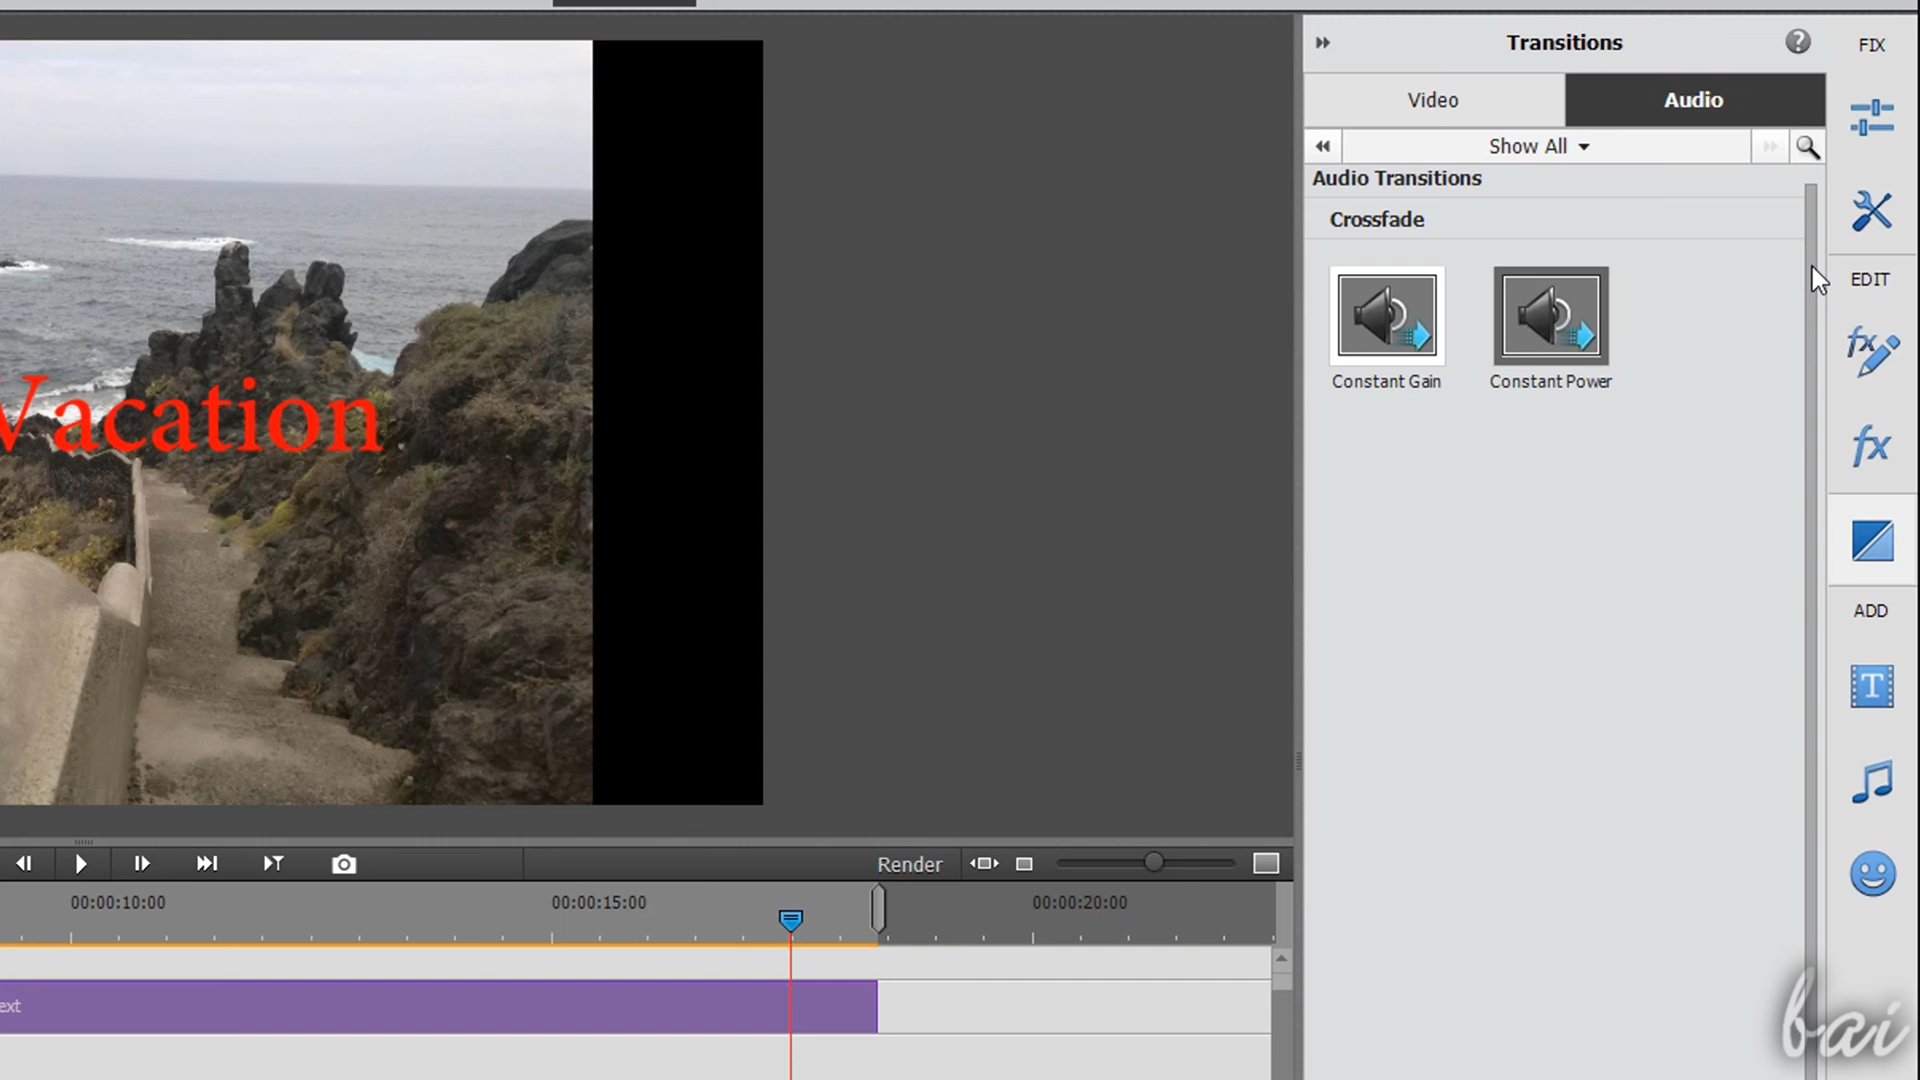 Transitions
FIX
Video
Audio
Show All
Audio Transitions
Crossfade
EDIT
Constant Gain
Constant Power
Vacation
fx
fx
ADD
T
Render
00:00:10:00
00:00:15:00
00:00:20:00
ext
bai